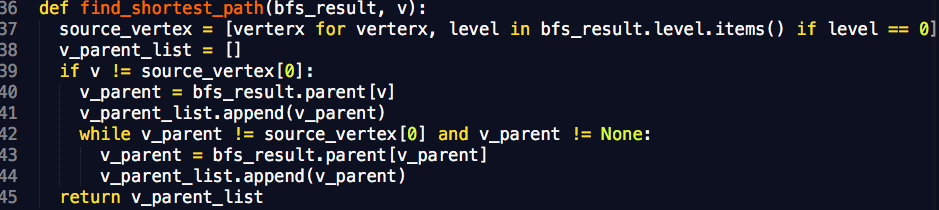 36 def find_shortest_path(bfs_result, v):
37   source_vertex = [verterx for verterx, level in bfs_result.level.items() if level == 0]
38   v_parent_list = []
39   if v != source_vertex[0]:
40     v_parent = bfs_result.parent[v]
41     v_parent_list.append(v_parent)
42     while v_parent != source_vertex[0] and v_parent != None:
43       v_parent = bfs_result.parent[v_parent]
44       v_parent_list.append(v_parent)
45   return v_parent_list